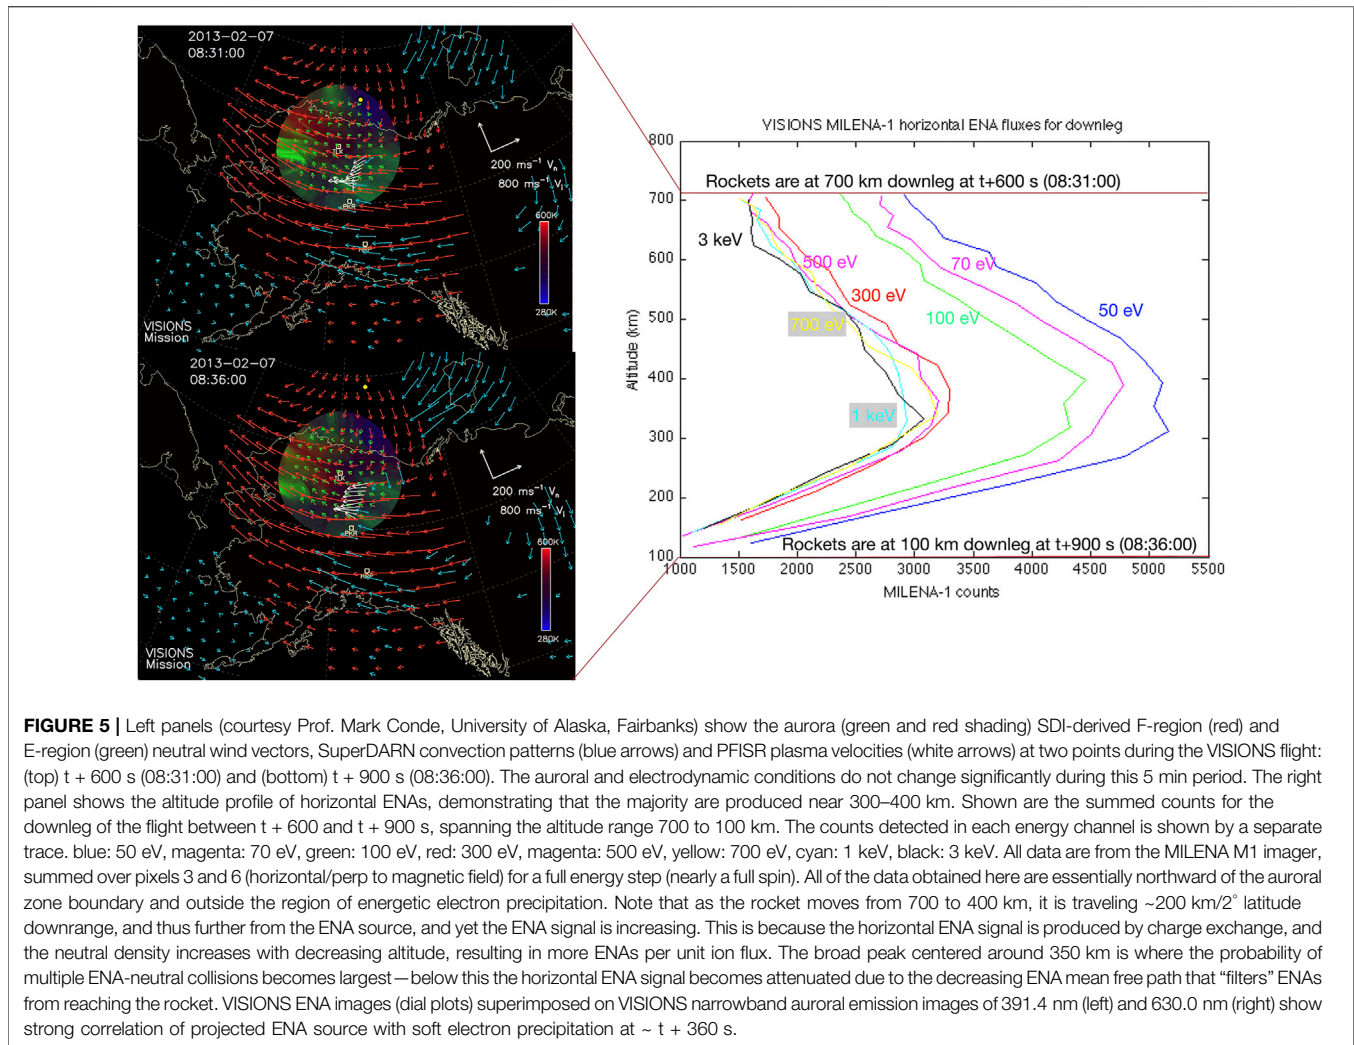 2013-02-07
08:31:00
PKR
200 ms⁻¹ Vₙ
800 ms⁻¹ Vᵢ
600K
280K
VISIONS
Mission
2013-02-07
08:36:00
PKR
200 ms⁻¹ Vₙ
800 ms⁻¹ Vᵢ
600K
280K
VISIONS
Mission
VISIONS MILENA-1 horizontal ENA fluxes for downleg
800
700
600
500
400
300
200
100
Altitude (km)
Rockets are at 700 km downleg at t+600 s (08:31:00)
3 keV
500 eV
70 eV
300 eV
100 eV
50 eV
700 eV
1 keV
Rockets are at 100 km downleg at t+900 s (08:36:00)
1000 1500 2000 2500 3000 3500 4000 4500 5000 5500
MILENA-1 counts
FIGURE 5 | Left panels (courtesy Prof. Mark Conde, University of Alaska, Fairbanks) show the aurora (green and red shading) SDI-derived F-region (red) and
E-region (green) neutral wind vectors, SuperDARN convection patterns (blue arrows) and PFISR plasma velocities (white arrows) at two points during the VISIONS flight:
(top) t + 600 s (08:31:00) and (bottom) t + 900 s (08:36:00). The auroral and electrodynamic conditions do not change significantly during this 5 min period. The right
panel shows the altitude profile of horizontal ENAs, demonstrating that the majority are produced near 300–400 km. Shown are the summed counts for the
downleg of the flight between t + 600 and t + 900 s, spanning the altitude range 700 to 100 km. The counts detected in each energy channel is shown by a separate
trace. blue: 50 eV, magenta: 70 eV, green: 100 eV, red: 300 eV, magenta: 500 eV, yellow: 700 eV, cyan: 1 keV, black: 3 keV. All data are from the MILENA M1 imager,
summed over pixels 3 and 6 (horizontal/perp to magnetic field) for a full energy step (nearly a full spin). All of the data obtained here are essentially northward of the auroral
zone boundary and outside the region of energetic electron precipitation. Note that as the rocket moves from 700 to 400 km, it is traveling ~200 km/2° latitude
downrange, and thus further from the ENA source, and yet the ENA signal is increasing. This is because the horizontal ENA signal is produced by charge exchange, and
the neutral density increases with decreasing altitude, resulting in more ENAs per unit ion flux. The broad peak centered around 350 km is where the probability of
multiple ENA-neutral collisions becomes largest—below this the horizontal ENA signal becomes attenuated due to the decreasing ENA mean free path that “filters” ENAs
from reaching the rocket. VISIONS ENA images (dial plots) superimposed on VISIONS narrowband auroral emission images of 391.4 nm (left) and 630.0 nm (right) show
strong correlation of projected ENA source with soft electron precipitation at ~ t + 360 s.